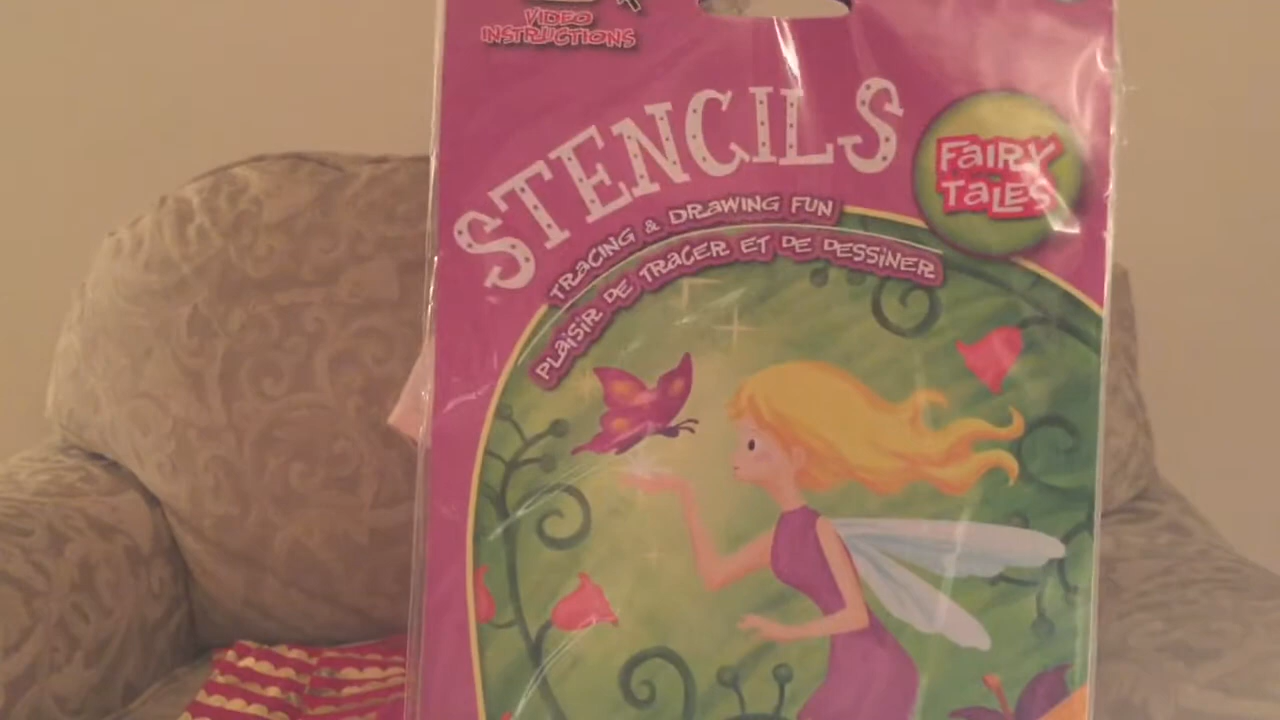 VIDEO
INSTRUCTIONS
STENCILS
FAIRY
TALES
TRACING & DRAWING FUN
PLAISIR DE TRACER ET DE DESSINER